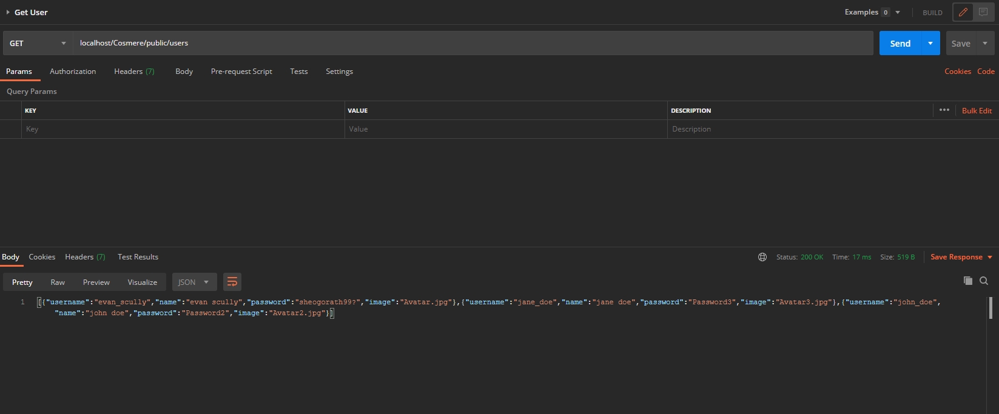 Get User
Examples 0
BUILD
GET
localhost/Cosmere/public/users
Send
Save
Params Authorization Headers (7) Body Pre-request Script Tests Settings
Cookies Code
Query Params
KEY VALUE DESCRIPTION
••• Bulk Edit
Key Value Description
Body Cookies Headers (7) Test Results
Status: 200 OK Time: 17 ms Size: 519 B
Save Response
Pretty Raw Preview Visualize JSON
1 [{"username":"evan_scully","name":"evan scully","password":"sheogorath99?","image":"Avatar.jpg"},{"username":"jane_doe","name":"jane doe","password":"Password3","image":"Avatar3.jpg"},{"username":"john_doe",
"name":"john doe","password":"Password2","image":"Avatar2.jpg"}]